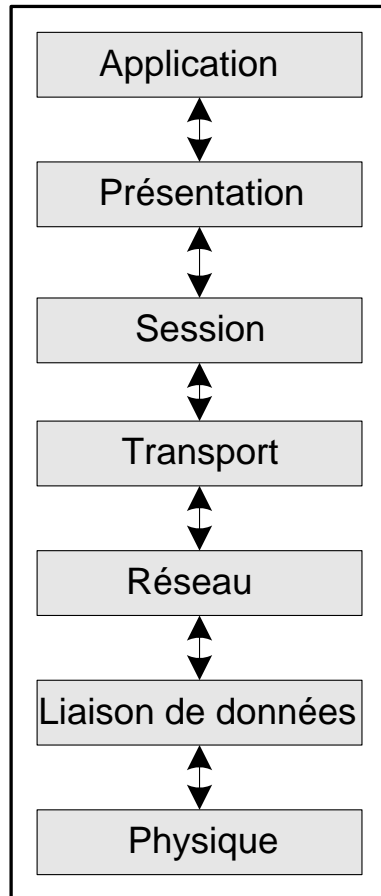 Application
Présentation
Session
Transport
Réseau
Liaison de données
Physique